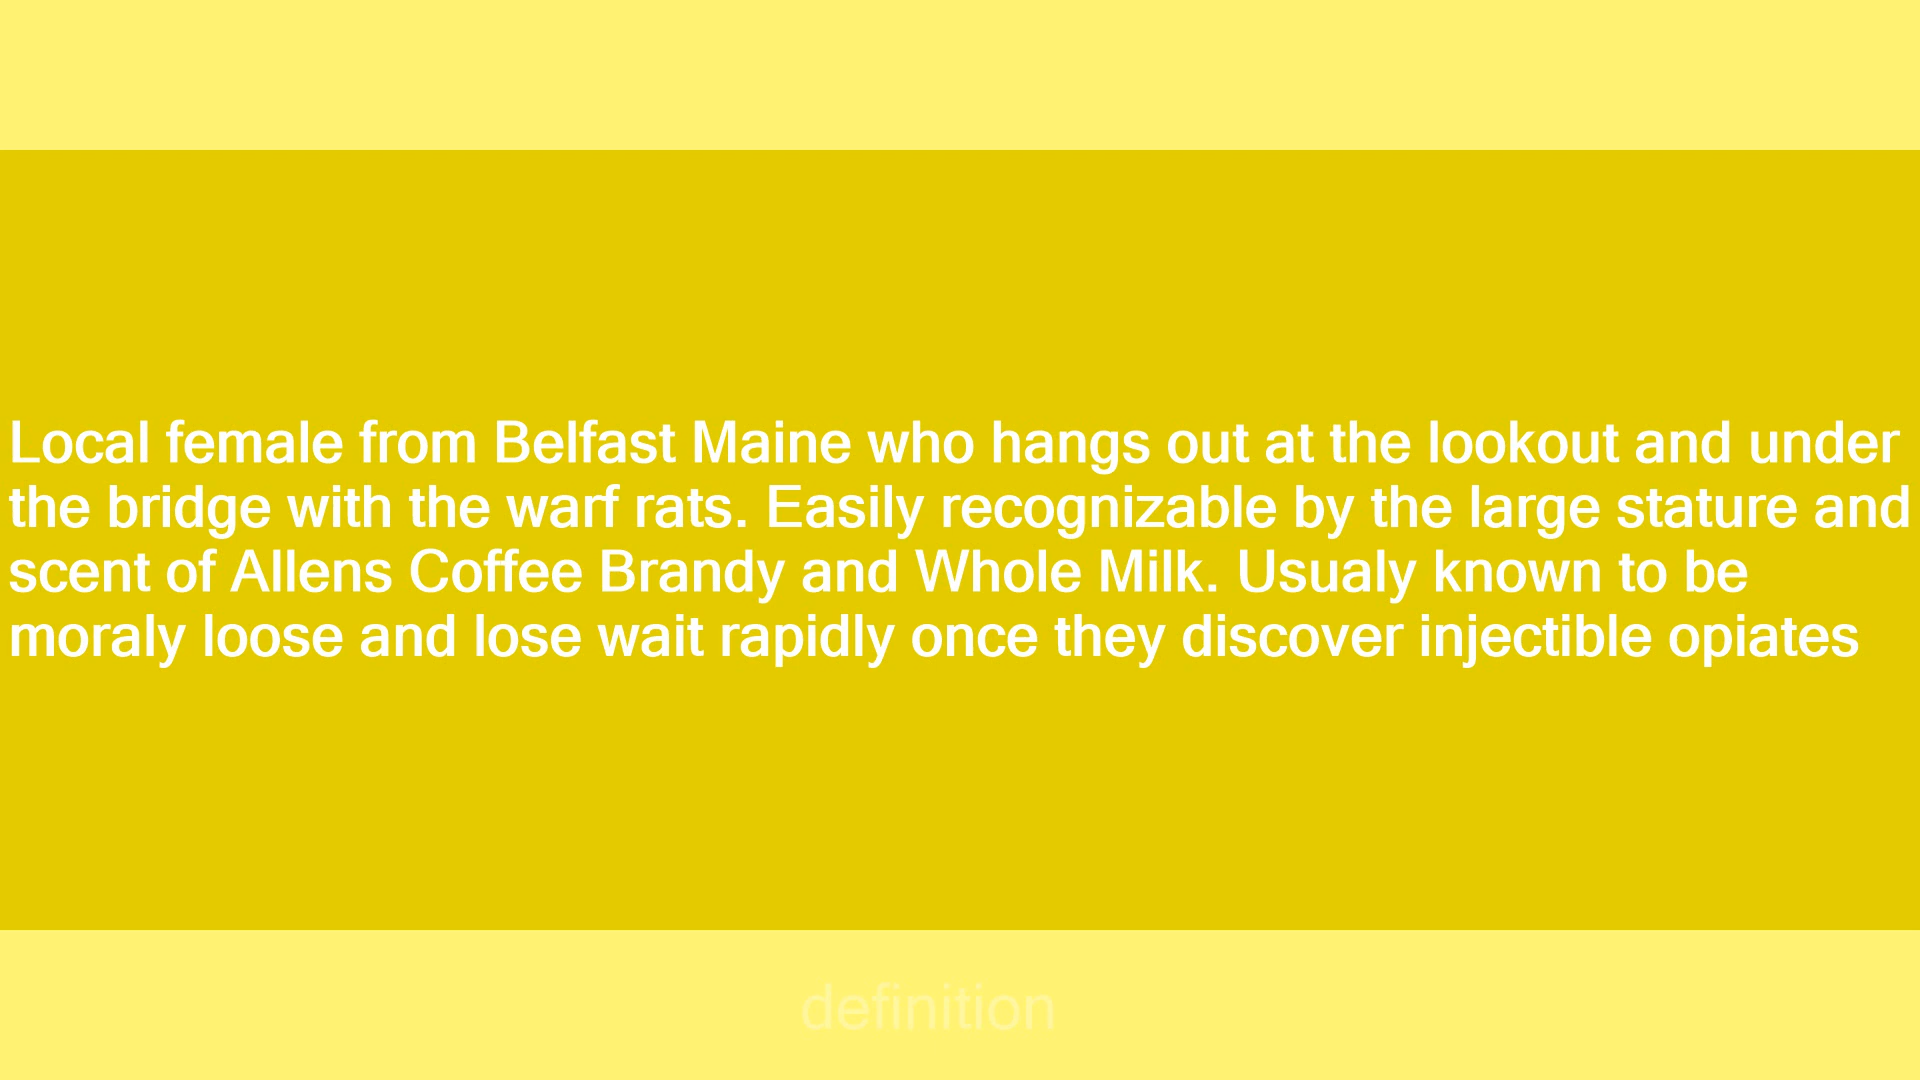 Local female from Belfast Maine who hangs out at the lookout and under
the bridge with the warf rats. Easily recognizable by the large stature and
scent of Allens Coffee Brandy and Whole Milk. Usualy known to be
moraly loose and lose wait rapidly once they discover injectible opiates
definition